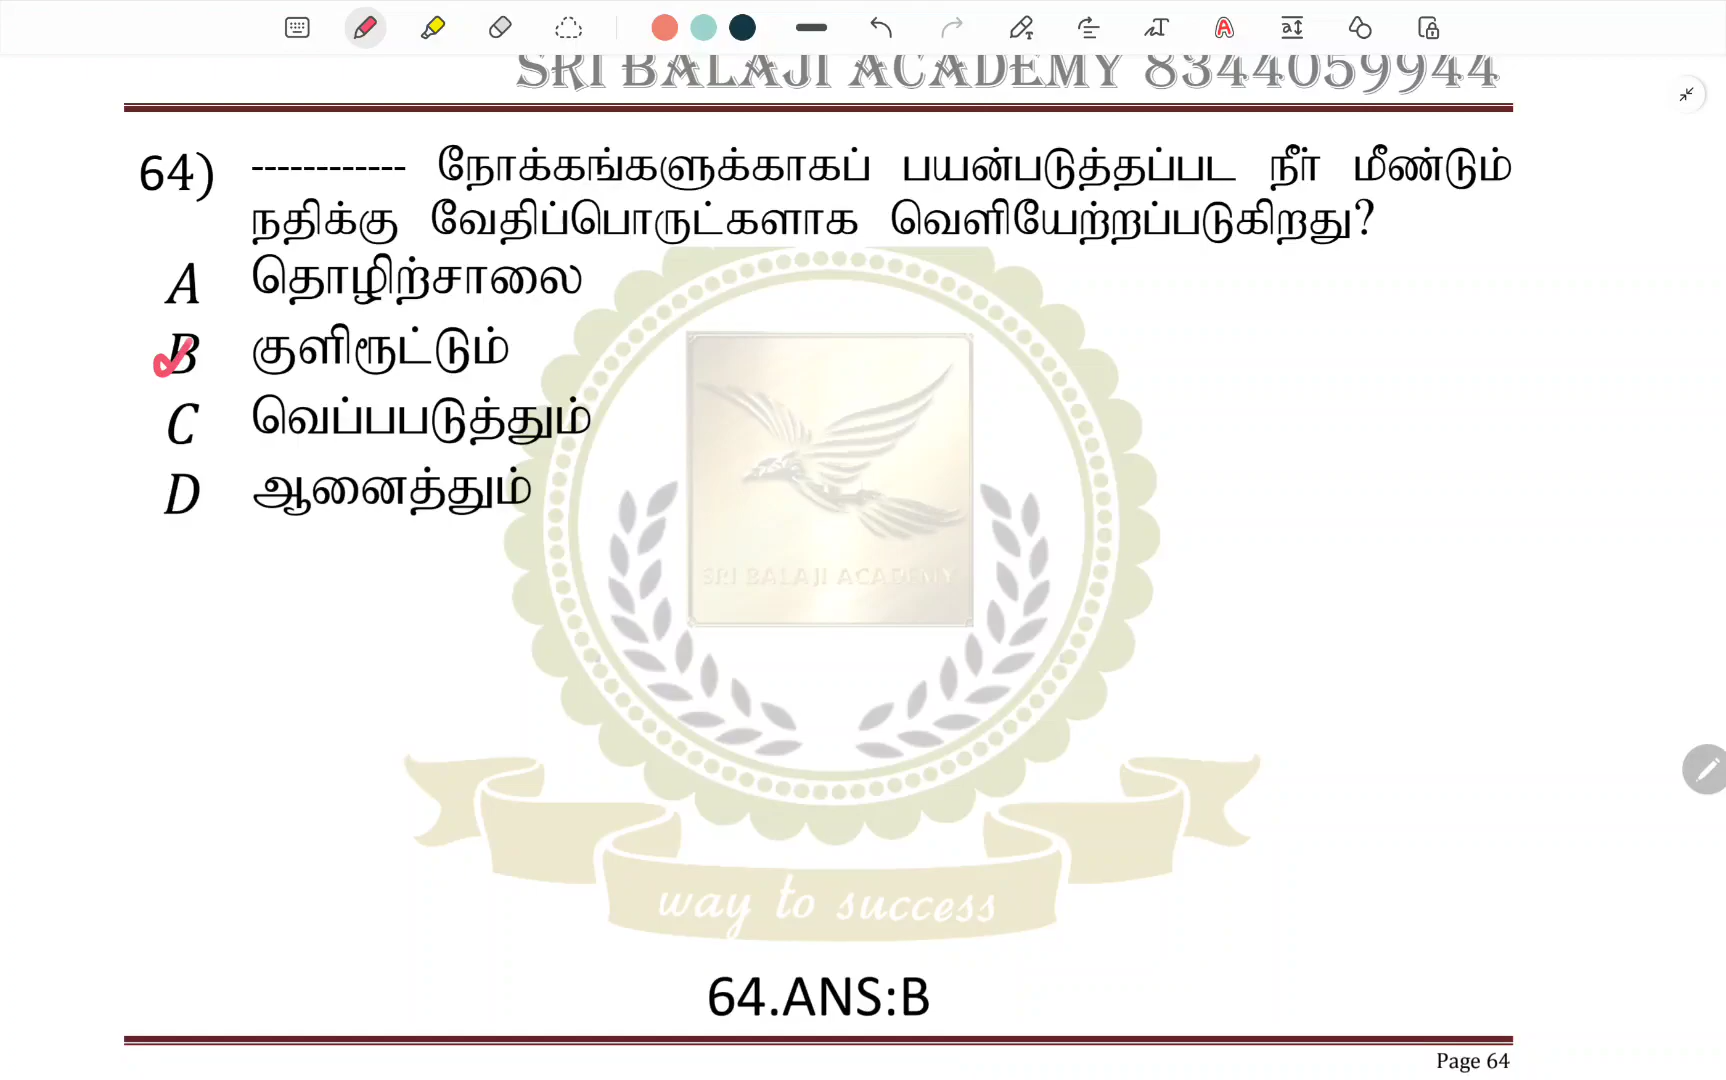 SRI BALAJI ACADEMY 8344059944
64) ------------ நோக்கங்களுக்காகப் பயன்படுத்தப்பட நீர் மீண்டும்
நதிக்கு வேதிப்பொருட்களாக வெளியேற்றப்படுகிறது?
A தொழிற்சாலை
B குளிரூட்டும்
C வெப்பபடுத்தும்
D ஆனைத்தும்
SRI BALAJI ACADEMY
way to success
64.ANS:B
Page 64